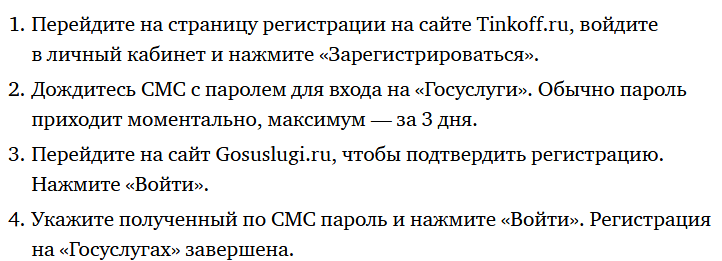 1. Перейдите на страницу регистрации на сайте Tinkoff.ru, войдите
в личный кабинет и нажмите «Зарегистрироваться».
2. Дождитесь СМС с паролем для входа на «Госуслуги». Обычно пароль
приходит моментально, максимум — за 3 дня.
3. Перейдите на сайт Gosuslugi.ru, чтобы подтвердить регистрацию.
Нажмите «Войти».
4. Укажите полученный по СМС пароль и нажмите «Войти». Регистрация
на «Госуслугах» завершена.